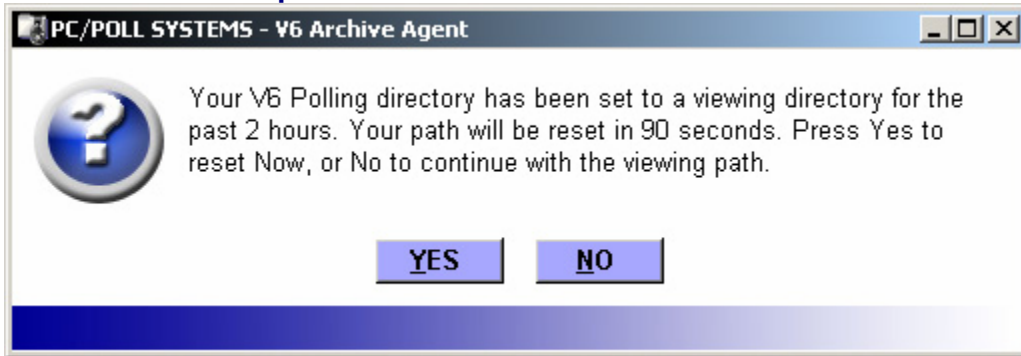 PC/POLL SYSTEMS - V6 Archive Agent
Your V6 Polling directory has been set to a viewing directory for the
past 2 hours. Your path will be reset in 90 seconds. Press Yes to
reset Now, or No to continue with the viewing path.
YES
NO